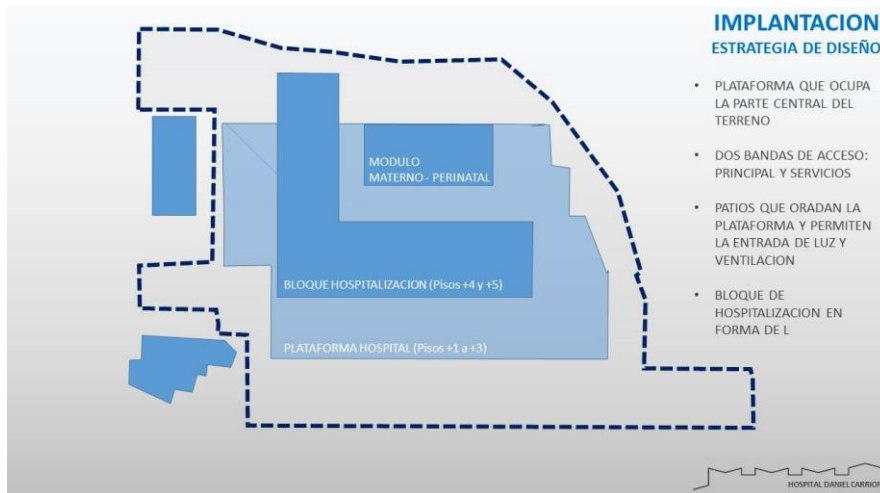 IMPLANTACION
ESTRATEGIA DE DISEÑO
• PLATAFORMA QUE OCUPA
LA PARTE CENTRAL DEL
TERRENO
• DOS BANDAS DE ACCESO:
PRINCIPAL Y SERVICIOS
• PATIOS QUE ORADAN LA
PLATAFORMA Y PERMITEN
LA ENTRADA DE LUZ Y
VENTILACION
• BLOQUE DE
HOSPITALIZACION EN
FORMA DE L
MODULO
MATERNO - PERINATAL
BLOQUE HOSPITALIZACION (Pisos +4 y +5)
PLATAFORMA HOSPITAL (Pisos +1 a +3)
HOSPITAL DANIEL CARRION